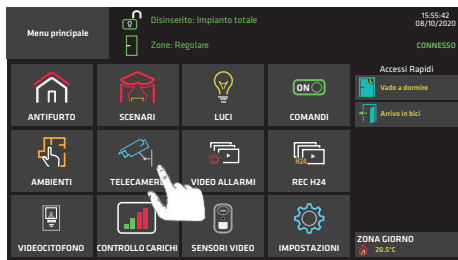 Menu principale
Disinserito: Impianto totale
Zone: Regolare
15:55:42
08/10/2020
CONNESSO
ANTIFURTO
SCENARI
LUCI
ON
COMANDI
Accessi Rapidi
Vado a dormire
Arrivo in bici
AMBIENTI
TELECAMERE
VIDEO ALLARMI
H24
REC H24
VIDEOCITOFONO
CONTROLLO CARICHI
SENSORI VIDEO
IMPOSTAZIONI
ZONA GIORNO
20.5°C